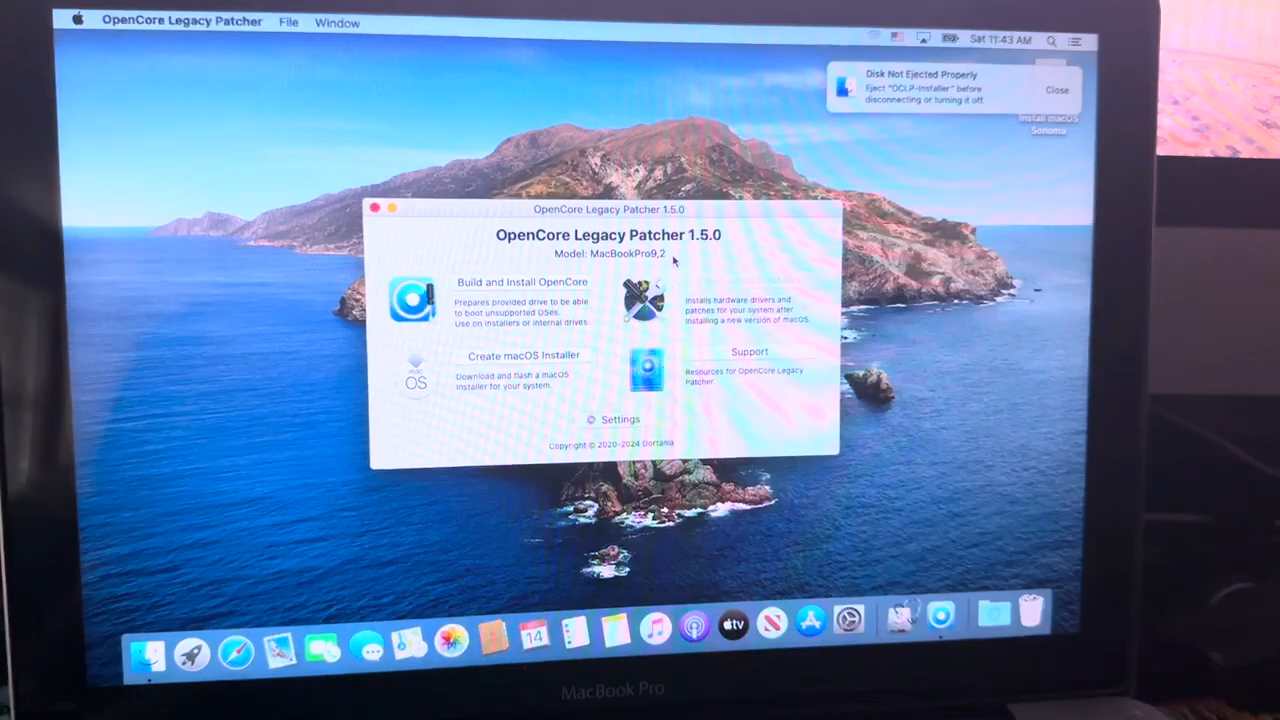 OpenCore Legacy Patcher File Window
Sat 11:43 AM
Disk Not Ejected Properly
Eject "OCLP-Installer" before
disconnecting or turning it off.
Close
Install macOS
Sonoma
OpenCore Legacy Patcher 1.5.0
OpenCore Legacy Patcher 1.5.0
Model: MacBookPro9,2
Build and Install OpenCore
Prepares provided drive to be able
to boot unsupported OSes.
Use on installers or internal drives.
Installs hardware drivers and
patches for your system after
installing a new version of macOS.
Create macOS Installer
Download and flash a macOS
Installer for your system.
mac
OS
Support
Resources for OpenCore Legacy
Patcher.
Settings
Copyright © 2020-2024 Dortania
14
tv
MacBook Pro